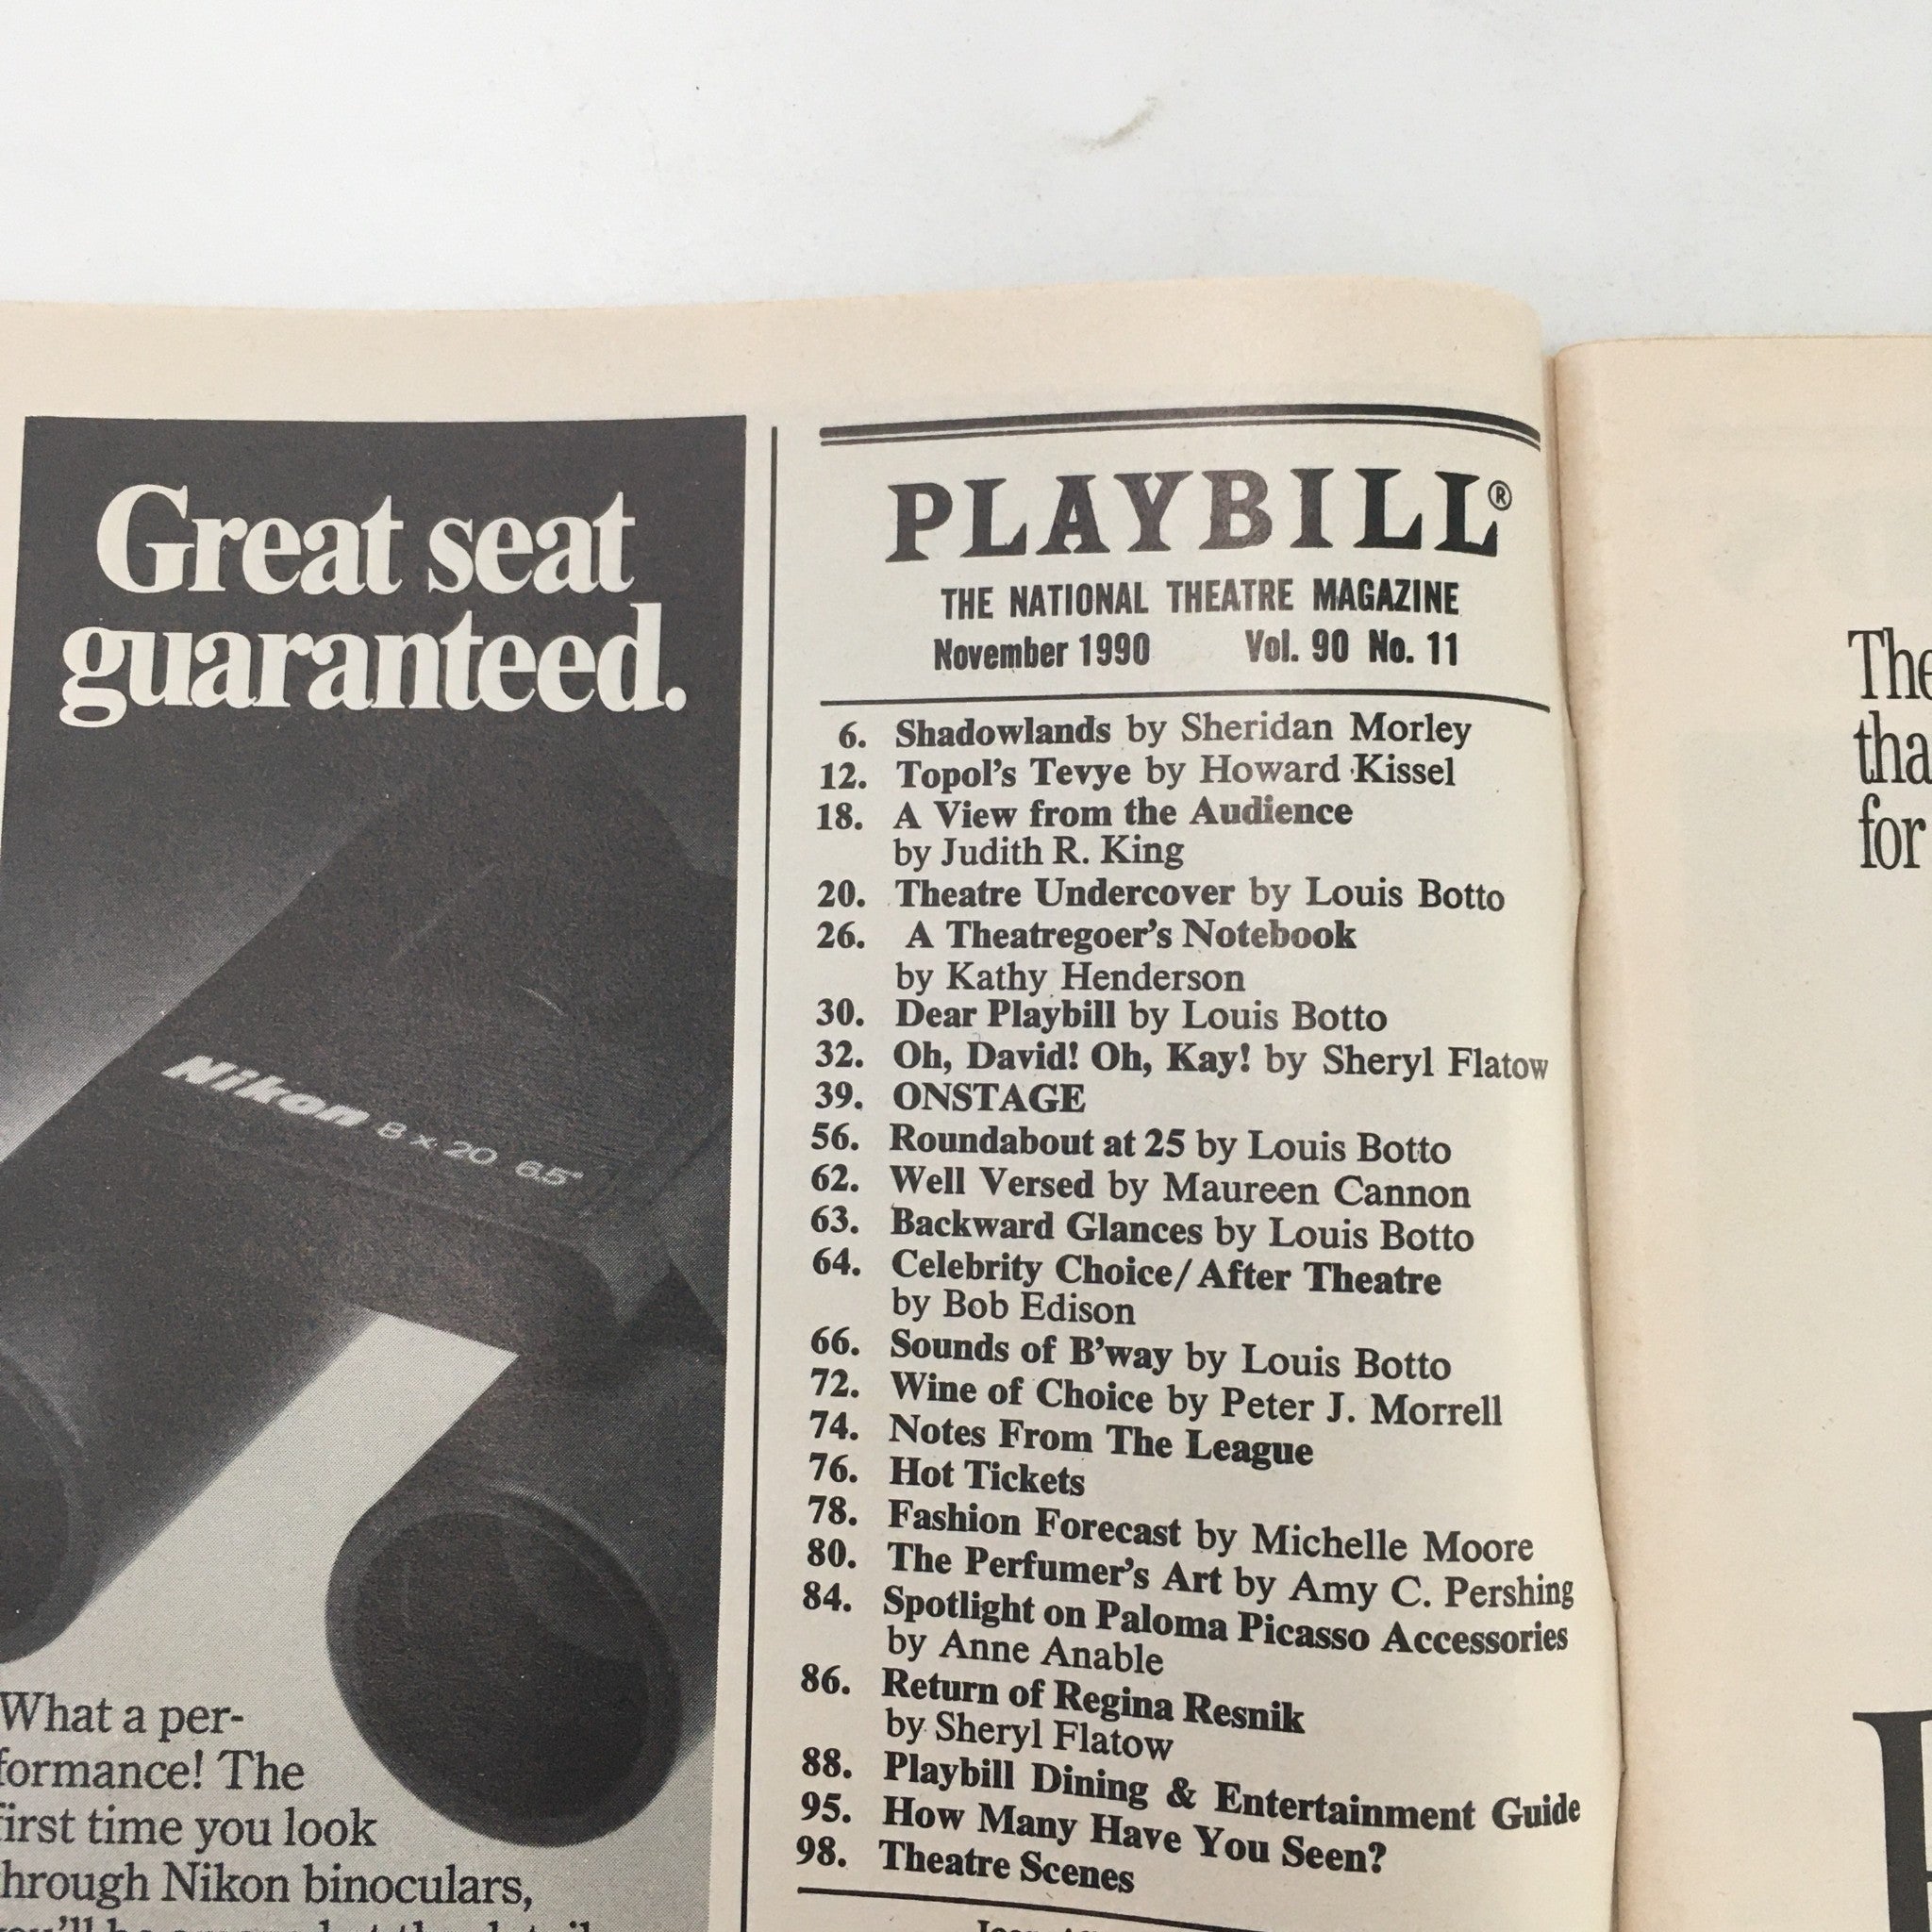 Great seat
guaranteed.
Nikon 8 x 20 6.5°
What a per-
formance! The
first time you look
through Nikon binoculars,
PLAYBILL®
THE NATIONAL THEATRE MAGAZINE
November 1990 Vol. 90 No. 11
6. Shadowlands by Sheridan Morley
12. Topol's Tevye by Howard Kissel
18. A View from the Audience
by Judith R. King
20. Theatre Undercover by Louis Botto
26. A Theatregoer's Notebook
by Kathy Henderson
30. Dear Playbill by Louis Botto
32. Oh, David! Oh, Kay! by Sheryl Flatow
39. ONSTAGE
56. Roundabout at 25 by Louis Botto
62. Well Versed by Maureen Cannon
63. Backward Glances by Louis Botto
64. Celebrity Choice/After Theatre
by Bob Edison
66. Sounds of B'way by Louis Botto
72. Wine of Choice by Peter J. Morrell
74. Notes From The League
76. Hot Tickets
78. Fashion Forecast by Michelle Moore
80. The Perfumer's Art by Amy C. Pershing
84. Spotlight on Paloma Picasso Accessories
by Anne Anable
86. Return of Regina Resnik
by Sheryl Flatow
88. Playbill Dining & Entertainment Guide
95. How Many Have You Seen?
98. Theatre Scenes
The
tha
for